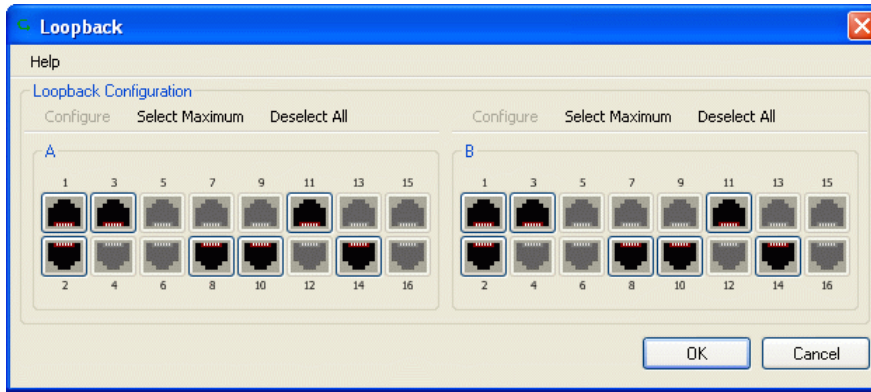 Loopback
Help
Loopback Configuration
Configure Select Maximum Deselect All
Configure Select Maximum Deselect All
A
1 3 5 7 9 11 13 15
2 4 6 8 10 12 14 16
B
1 3 5 7 9 11 13 15
2 4 6 8 10 12 14 16
OK Cancel